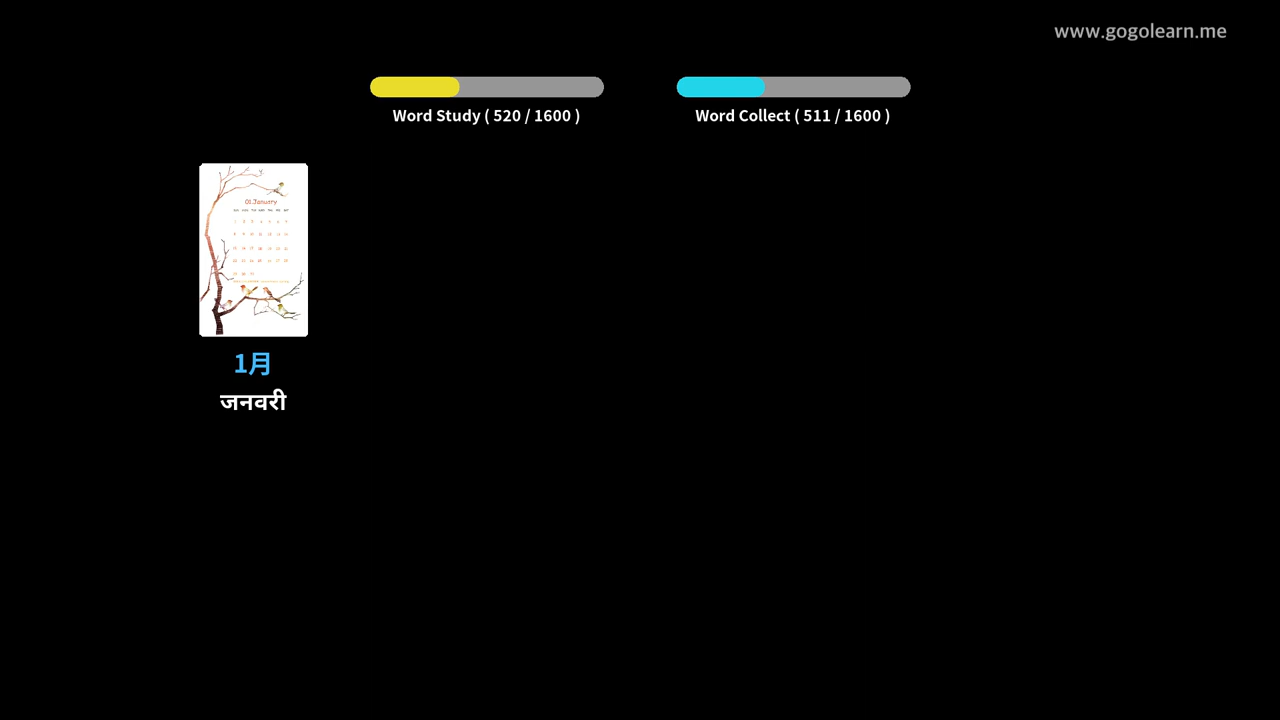 www.gogolearn.me
Word Study ( 520 / 1600 )
Word Collect ( 511 / 1600 )
01.January
1月
जनवरी